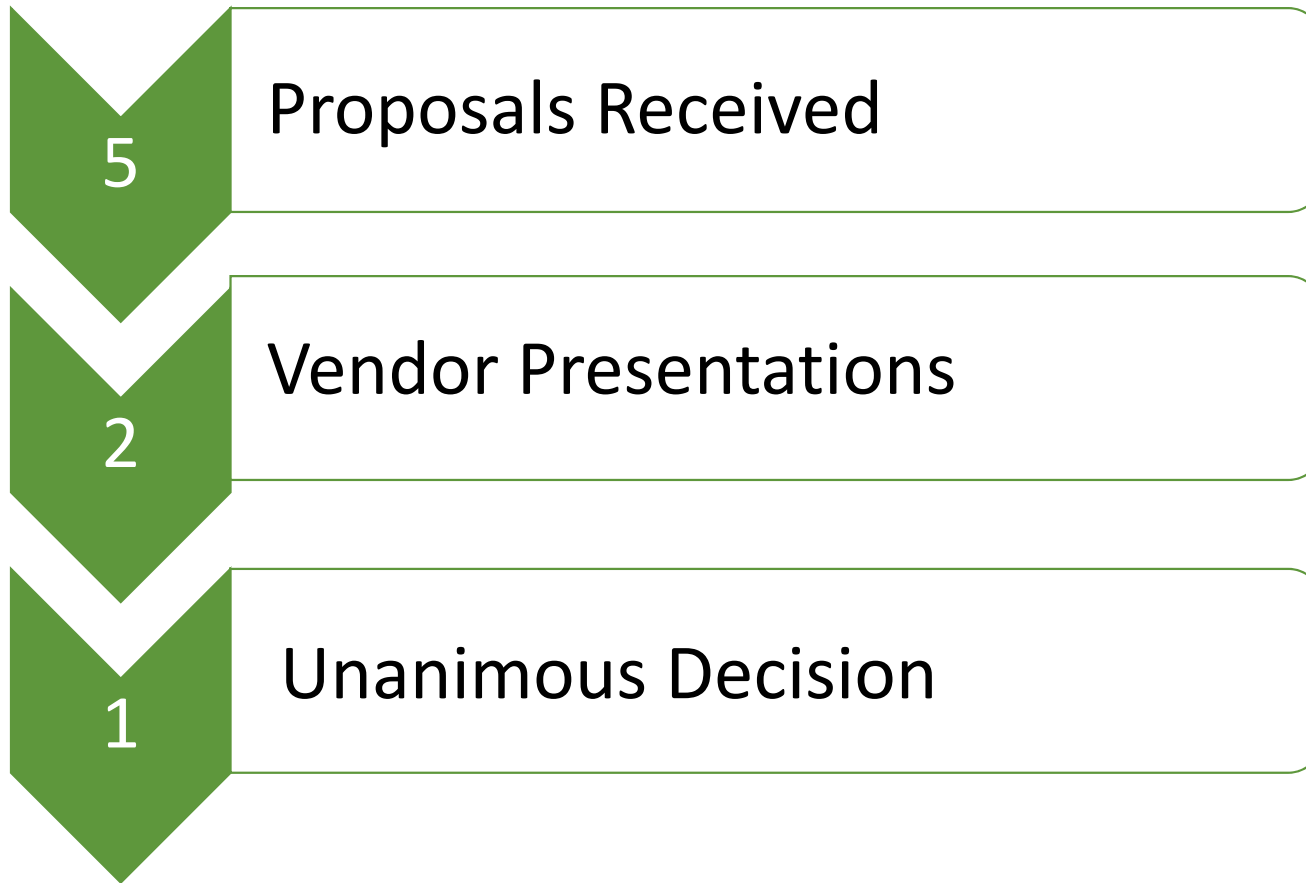 5
Proposals Received
2
Vendor Presentations
1
Unanimous Decision